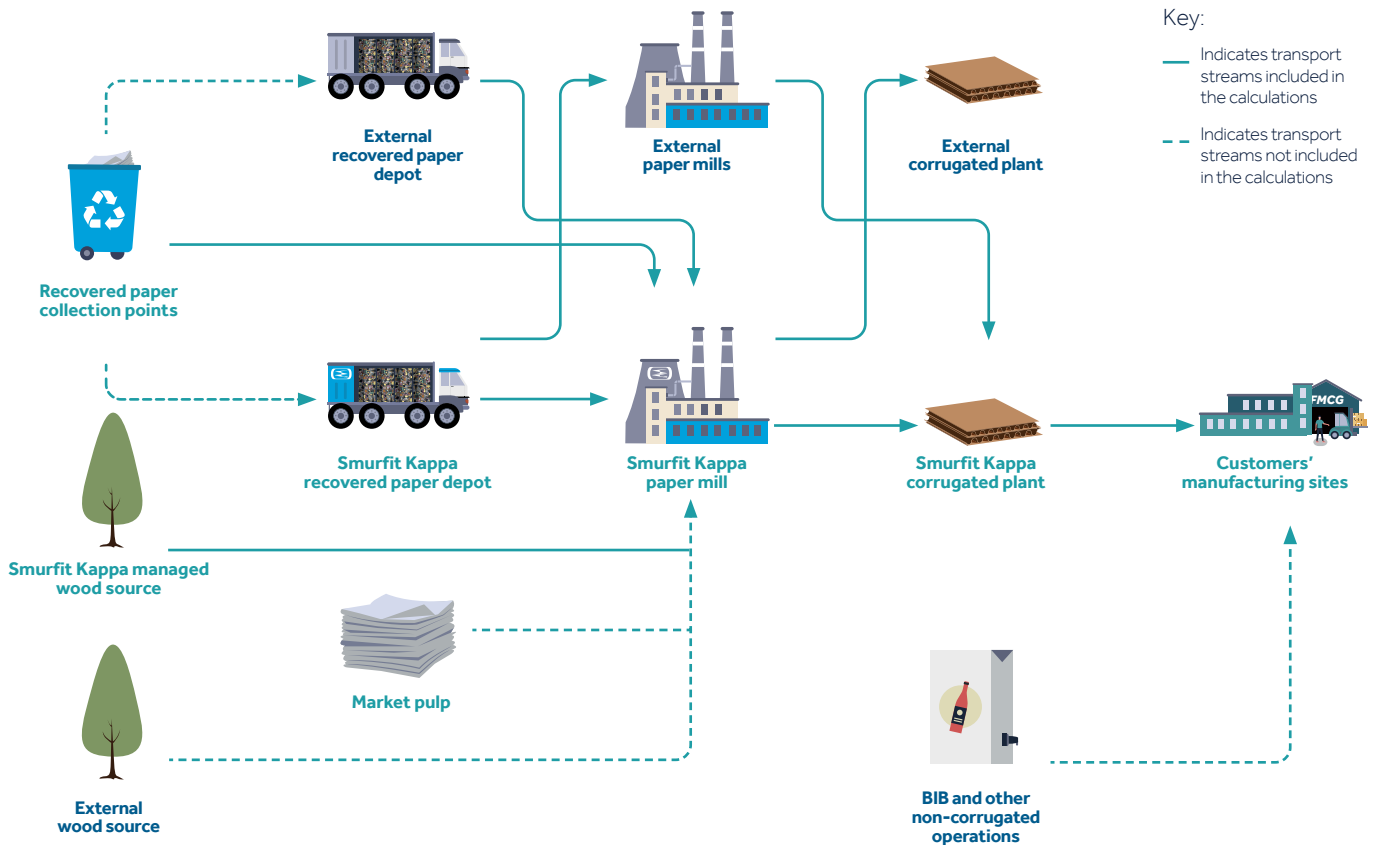 Key:
Indicates transport
streams included in
the calculations
Indicates transport
streams not included
in the calculations
External
recovered paper
depot
External
paper mills
External
corrugated plant
Recovered paper
collection points
Smurfit Kappa
recovered paper depot
Smurfit Kappa
paper mill
Smurfit Kappa
corrugated plant
FMCG
Customers’
manufacturing sites
Smurfit Kappa managed
wood source
Market pulp
External
wood source
BIB and other
non-corrugated
operations